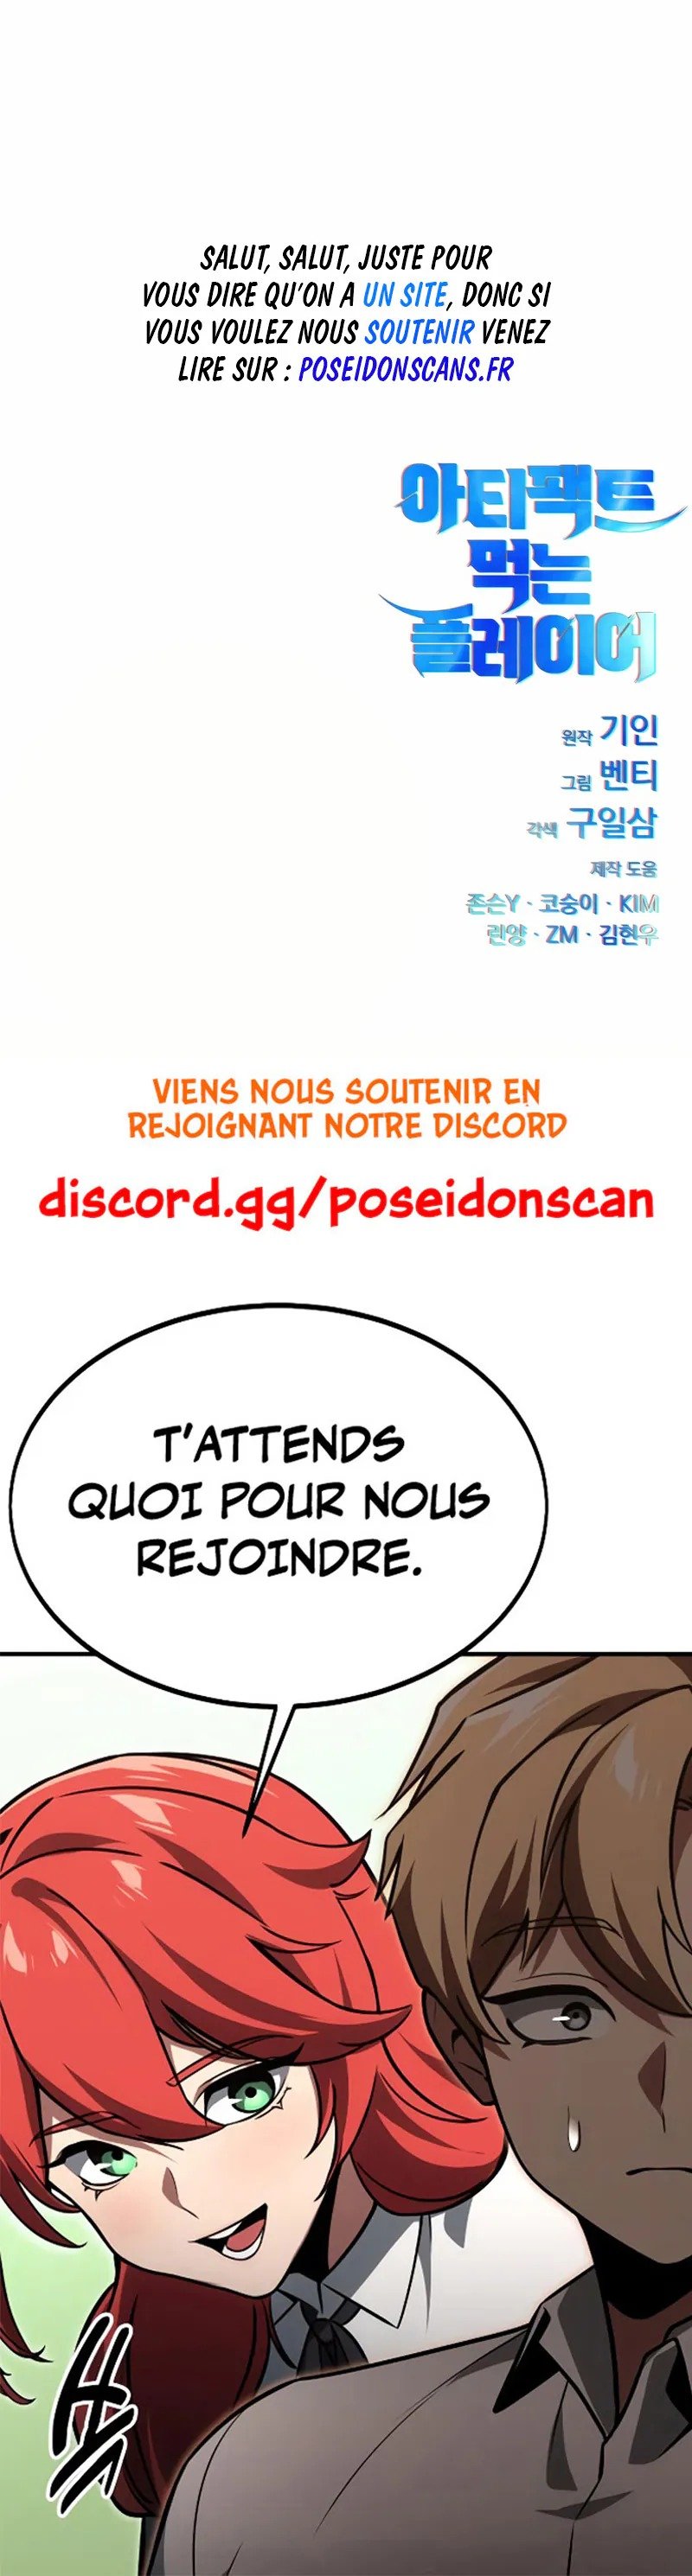 SALUT, SALUT, JUSTE POUR
VOUS DIRE QU'ON A UN SITE, DONC SI
VOUS VOULEZ NOUS SOUTENIR VENEZ
LIRE SUR : POSEIDONSCANS.FR
아티팩트
먹는
플레이어
원작 기인
그림 벤티
각색 구일삼
제작 도움
존슨Y · 코숭이 · KIM
린양 · ZM · 김현우
VIENS NOUS SOUTENIR EN
REJOIGNANT NOTRE DISCORD
discord.gg/poseidonscan
T'ATTENDS
QUOI POUR NOUS
REJOINDRE.